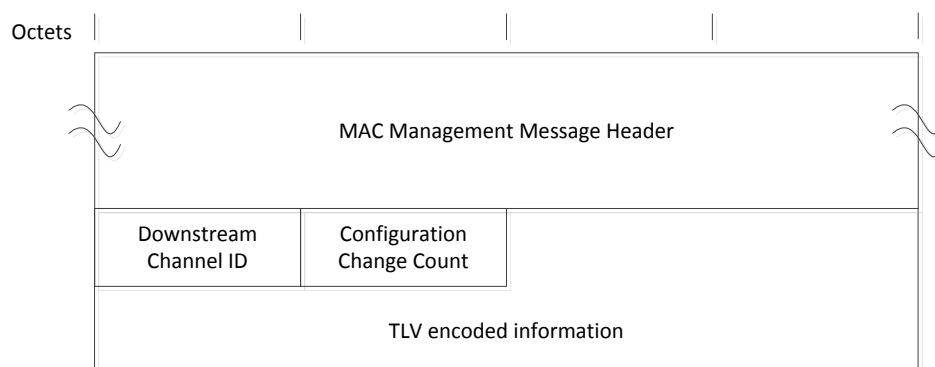 Octets
MAC Management Message Header
Downstream
Channel ID
Configuration
Change Count
TLV encoded information